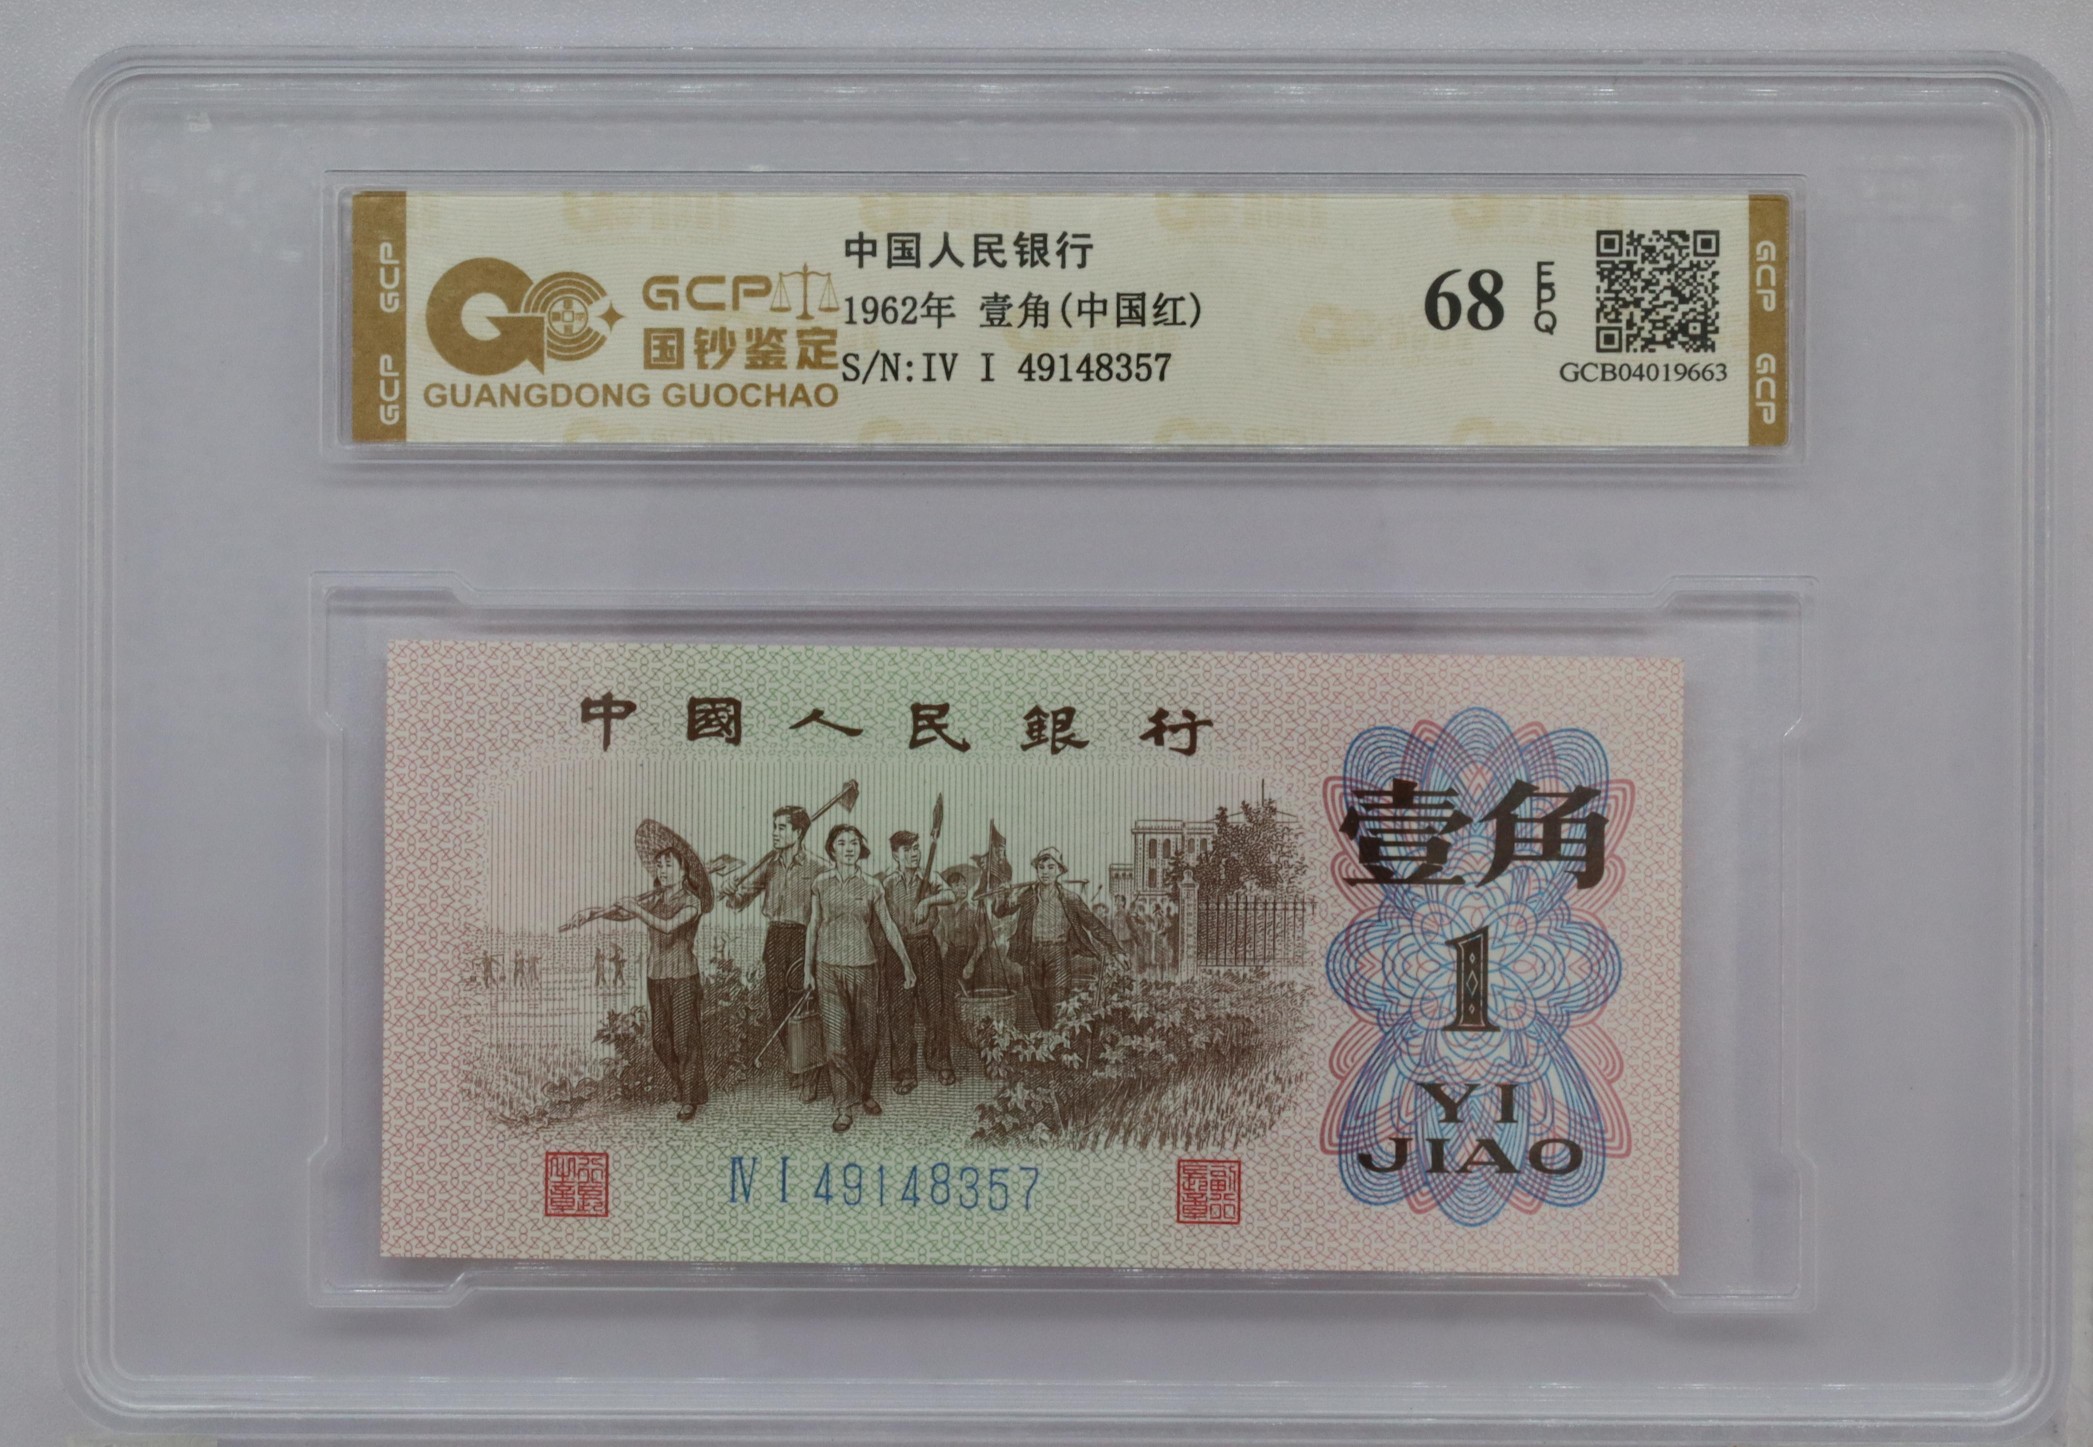 GCP
GCP
GCP
国钞鉴定
GUANGDONG GUOCHAO
中国人民银行
1962年 壹角(中国红)
S/N:IV I 49148357
68
EPQ
GCB04019663
GCP
GCP
中國人民銀行
壹角
1
YI
JIAO
Ⅳ Ⅰ 49148357